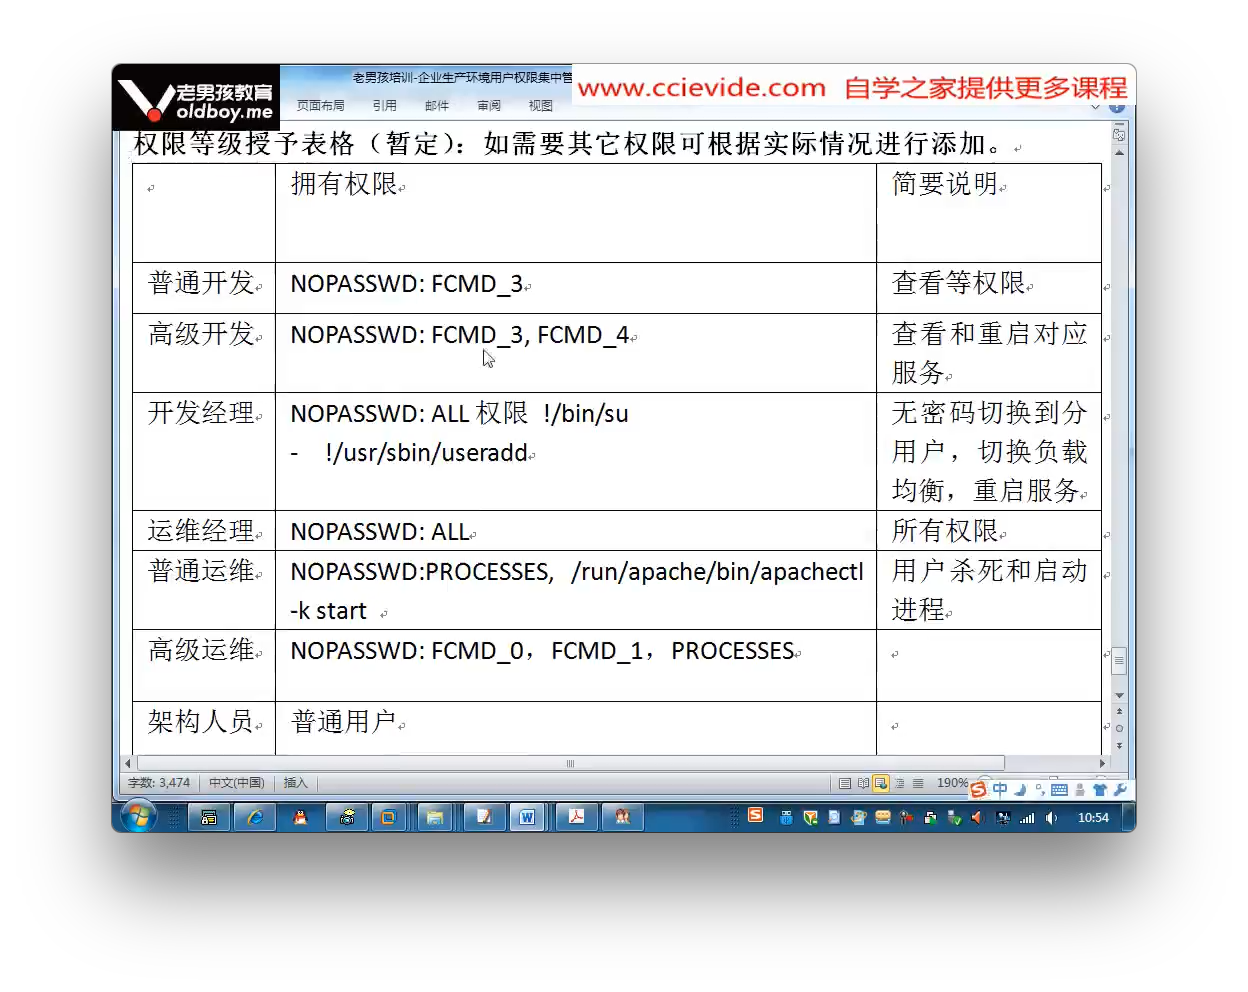 老男孩教育
oldboy.me
老男孩培训-企业生产环境用户权限集中管
www.ccievide.com 自学之家提供更多课程
页面布局 引用 邮件 审阅 视图
权限等级授予表格（暂定）：如需要其它权限可根据实际情况进行添加。
拥有权限 简要说明
普通开发 NOPASSWD: FCMD_3 查看等权限
高级开发 NOPASSWD: FCMD_3, FCMD_4 查看和重启对应
服务
开发经理 NOPASSWD: ALL 权限 !/bin/su 无密码切换到分
- !/usr/sbin/useradd 用户，切换负载
均衡，重启服务
运维经理 NOPASSWD: ALL 所有权限
普通运维 NOPASSWD:PROCESSES, /run/apache/bin/apachectl 用户杀死和启动
-k start 进程
高级运维 NOPASSWD: FCMD_0，FCMD_1，PROCESSES
架构人员 普通用户
字数: 3,474 中文(中国) 插入 190%
中
10:54